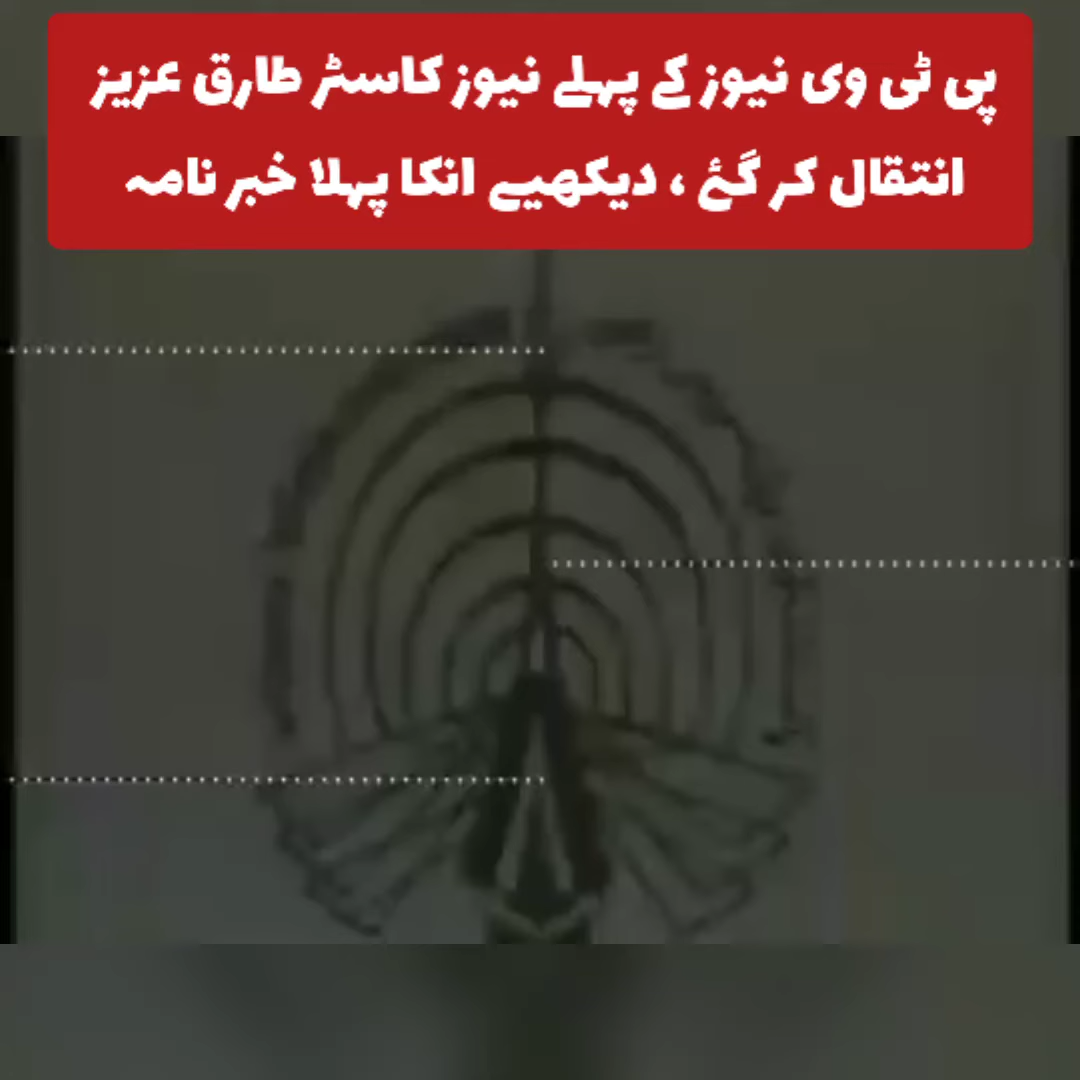 پی ٹی وی نیوز کے پہلے نیوز کاسٹر طارق عزیز
انتقال کر گئے ، دیکھیے انکا پہلا خبر نامہ